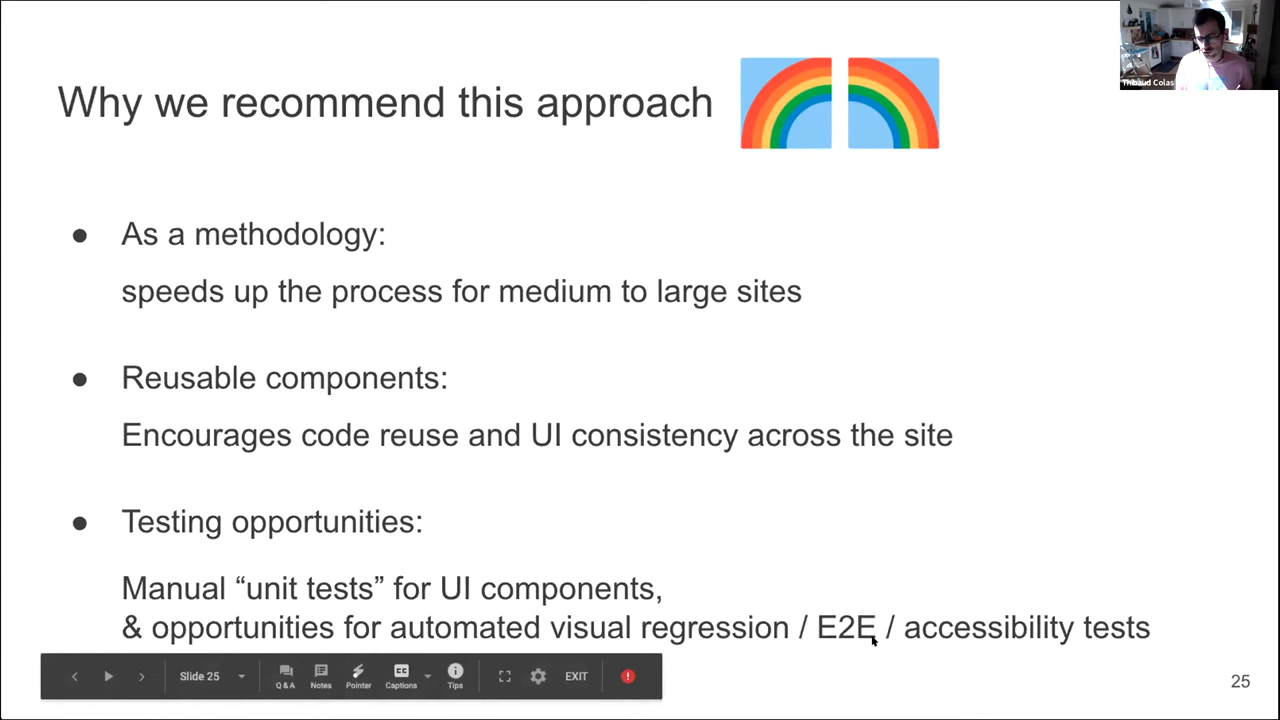 Thibaud Colas
Why we recommend this approach
● As a methodology:
speeds up the process for medium to large sites
● Reusable components:
Encourages code reuse and UI consistency across the site
● Testing opportunities:
Manual “unit tests” for UI components,
& opportunities for automated visual regression / E2E / accessibility tests
Slide 25
Q & A
Notes
Pointer
CC
Captions
Tips
EXIT
25